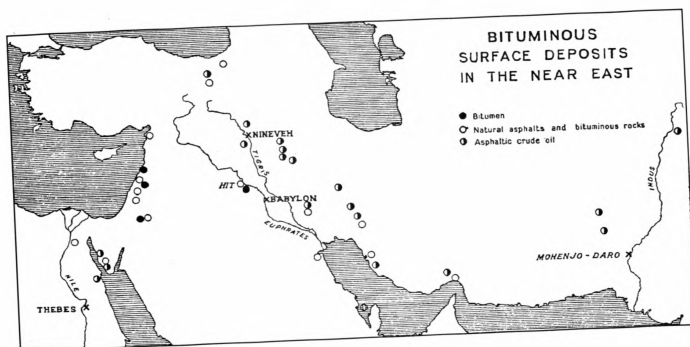 BITUMINOUS
SURFACE DEPOSITS
IN THE NEAR EAST
Bitumen
Natural asphalts and bituminous rocks
Asphaltic crude oil
NINEVEH
TIGRIS
HIT
BABYLON
EUPHRATES
INDUS
MOHENJO-DARO
NILE
THEBES